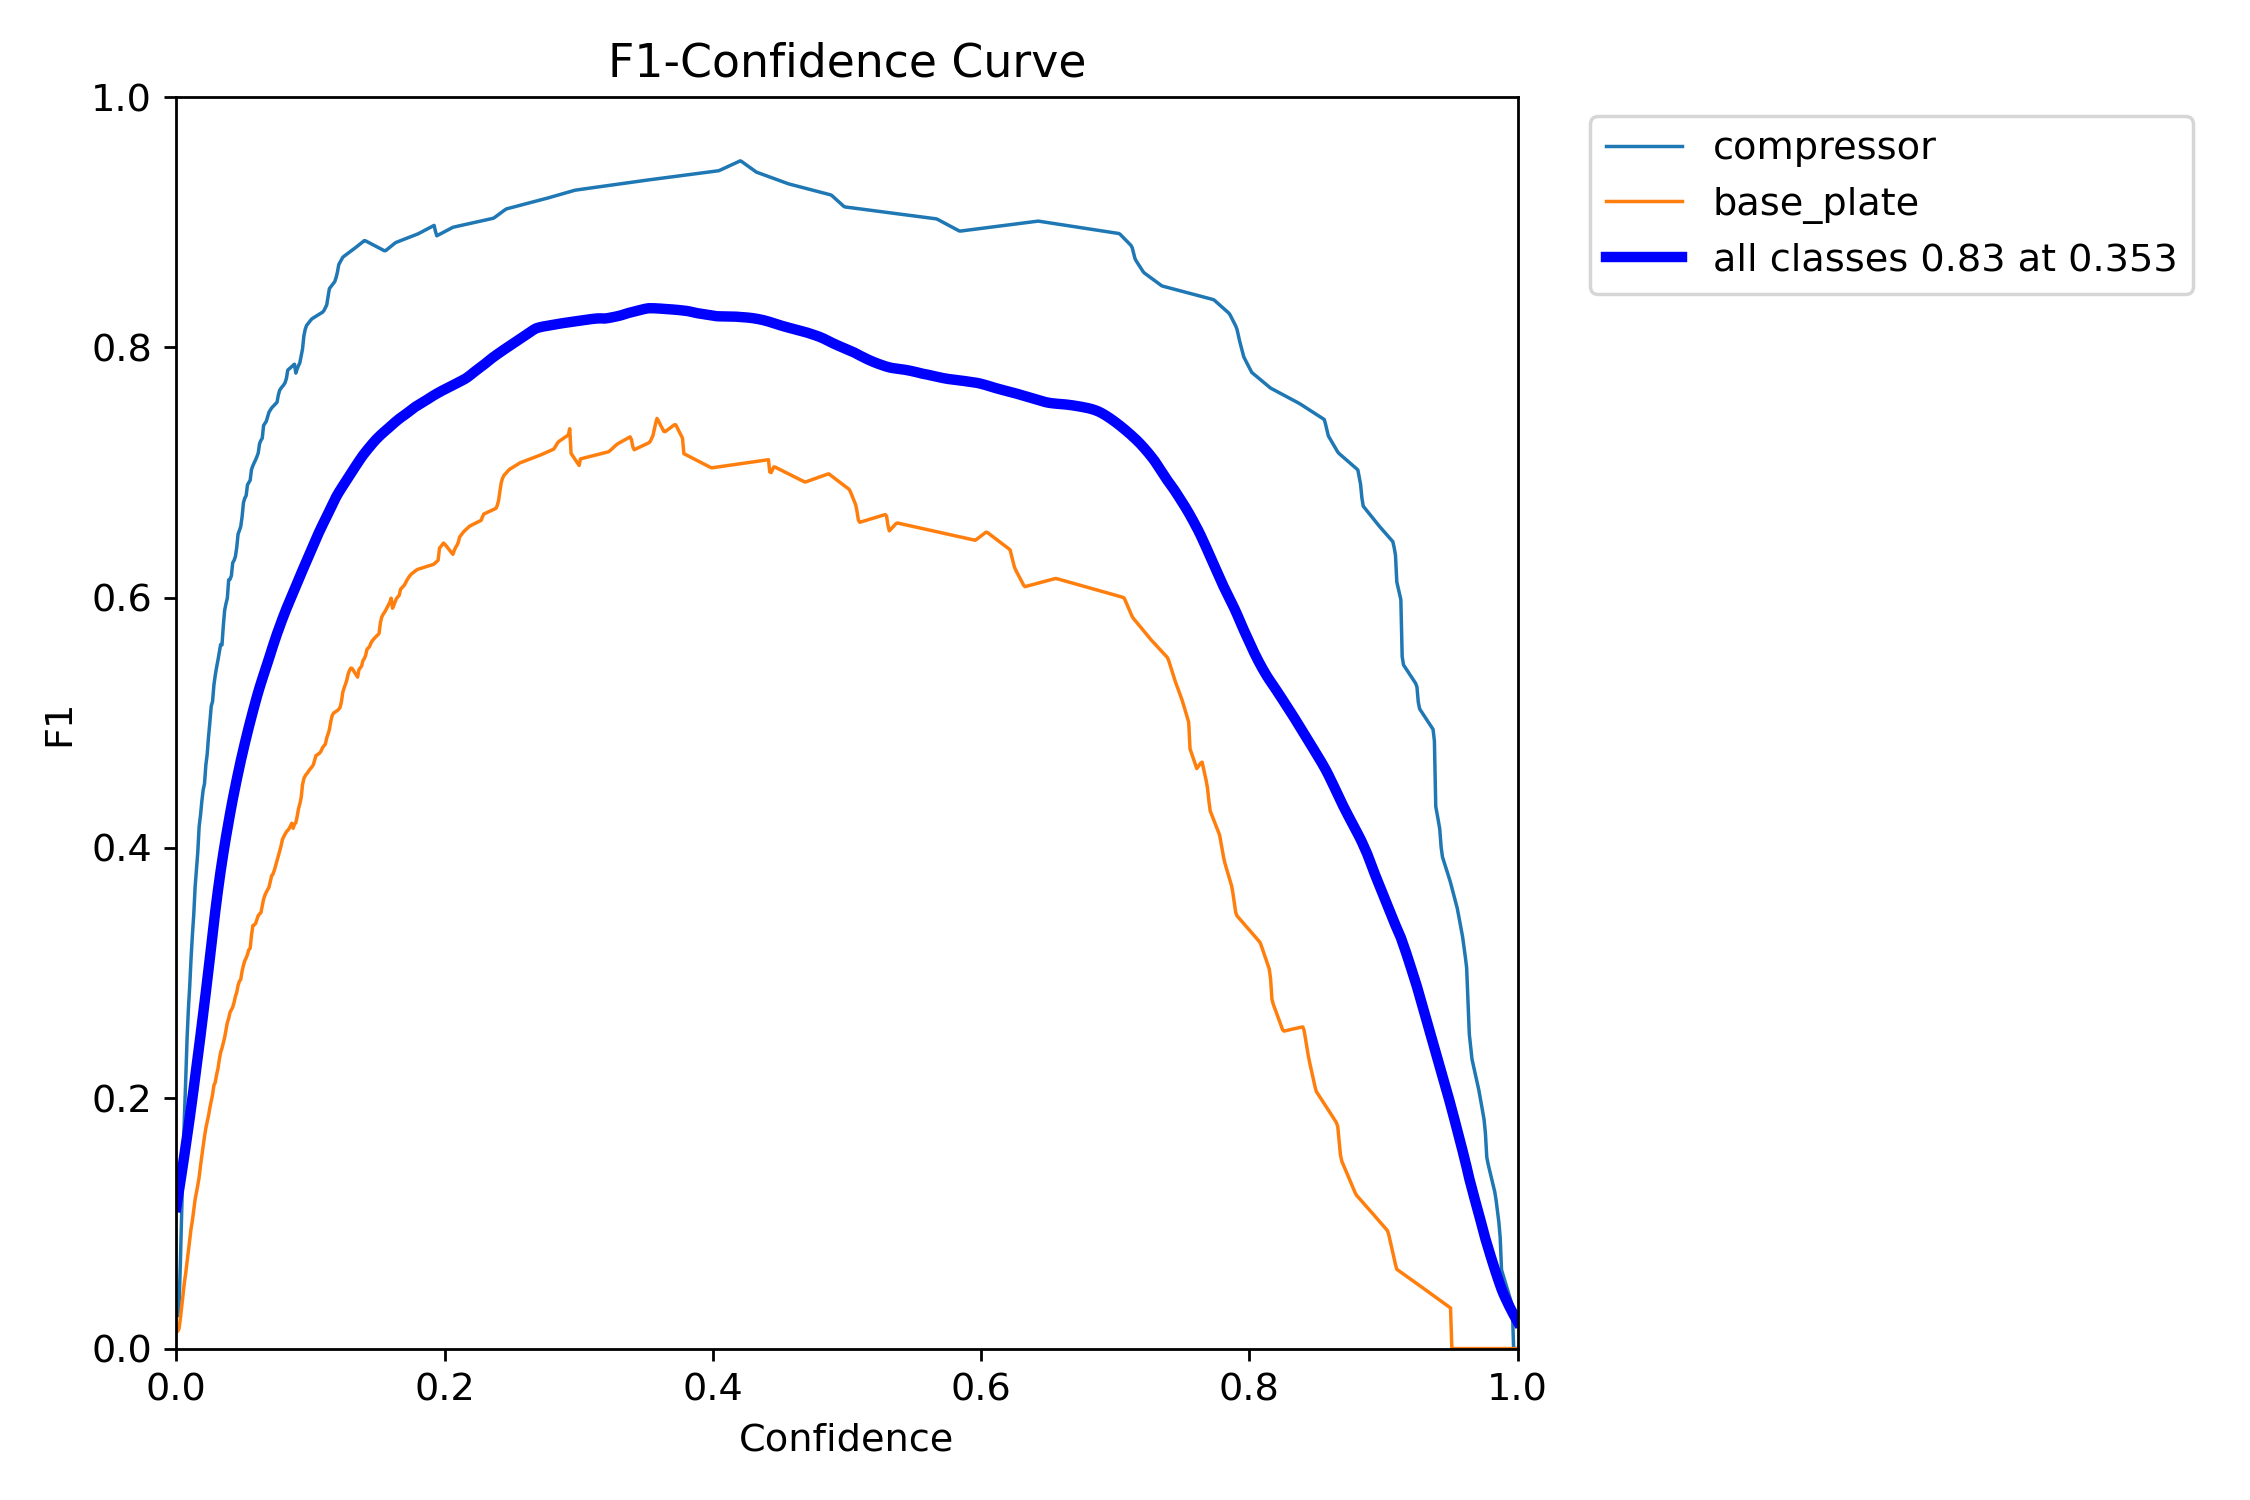 F1-Confidence Curve
1.0
0.8
0.6
0.4
0.2
0.0
F1
0.0 0.2 0.4 0.6 0.8 1.0
Confidence
compressor
base_plate
all classes 0.83 at 0.353